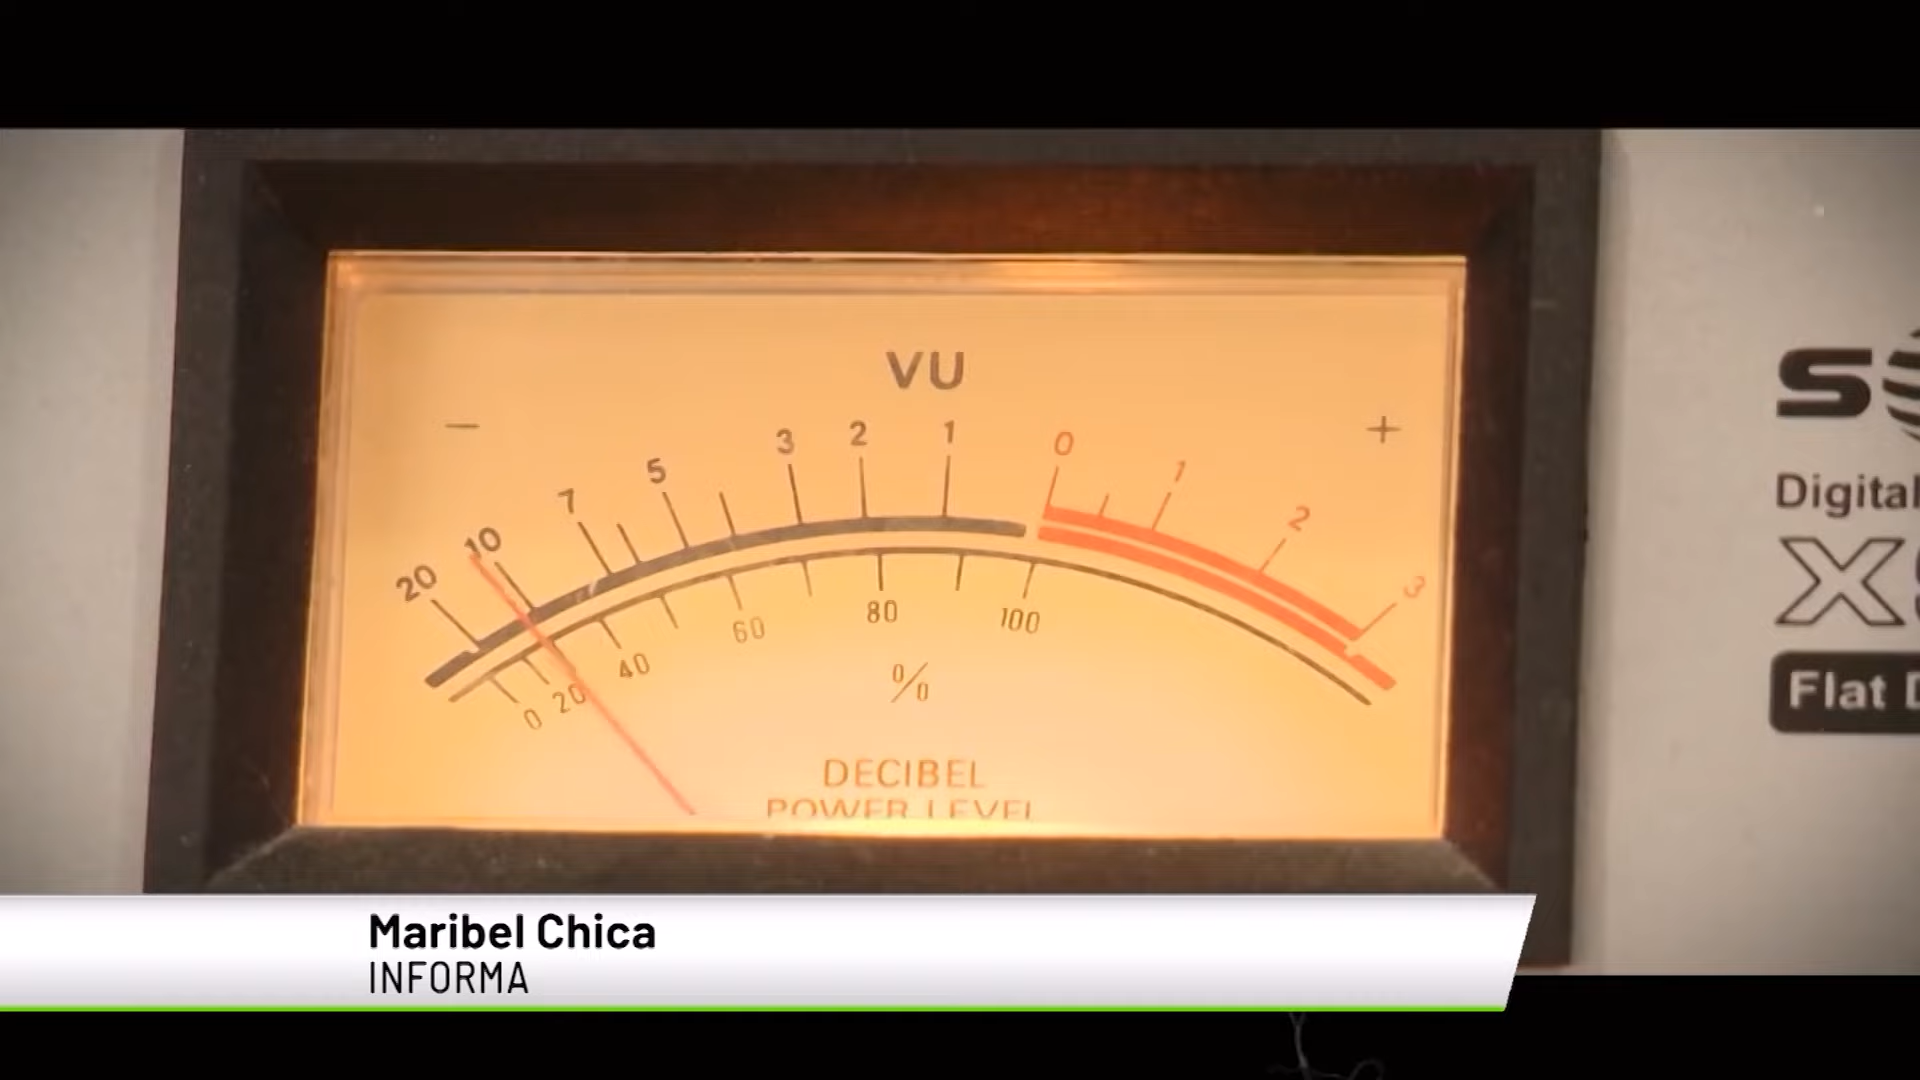 VU
− +
20 10 7 5 3 2 1 0 1 2 3
0 20 40 60 80 100
%
DECIBEL
POWER LEVEL
Digital
Flat
Maribel Chica
INFORMA